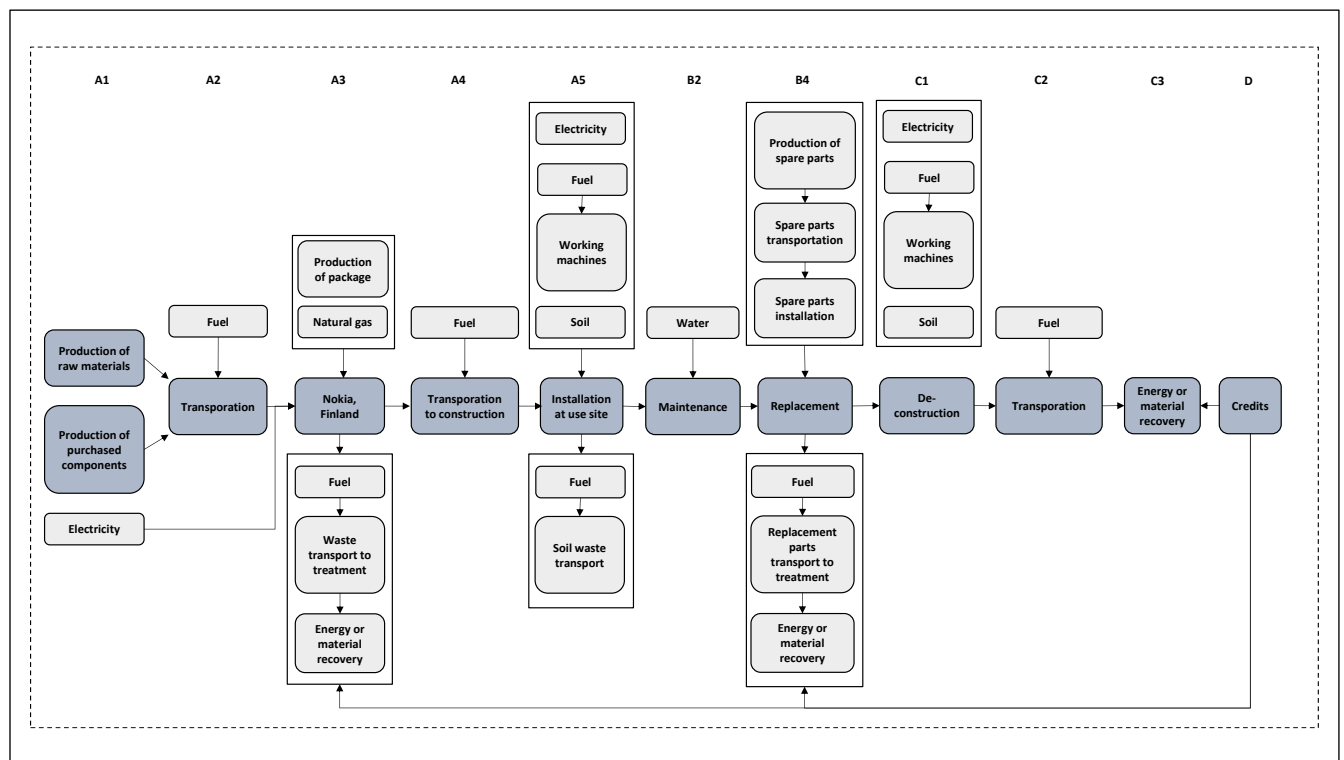 A1
A2
A3
A4
A5
B2
B4
C1
C2
C3
D
Production of
raw materials
Production of
purchased
components
Electricity
Fuel
Transporation
Production
of package
Natural gas
Nokia,
Finland
Fuel
Waste
transport to
treatment
Energy or
material
recovery
Fuel
Transporation
to construction
Electricity
Fuel
Working
machines
Soil
Installation
at use site
Fuel
Soil waste
transport
Water
Maintenance
Production of
spare parts
Spare parts
transportation
Spare parts
installation
Replacement
Fuel
Replacement
parts
transport to
treatment
Energy or
material
recovery
Electricity
Fuel
Working
machines
Soil
De-
construction
Fuel
Transporation
Energy or
material
recovery
Credits